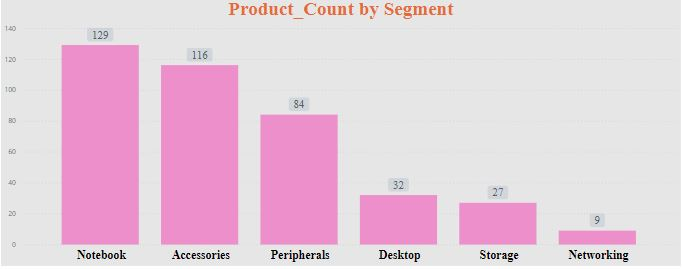 Product_Count by Segment
140
120
100
80
60
40
20
0
129
116
84
32
27
9
Notebook
Accessories
Peripherals
Desktop
Storage
Networking